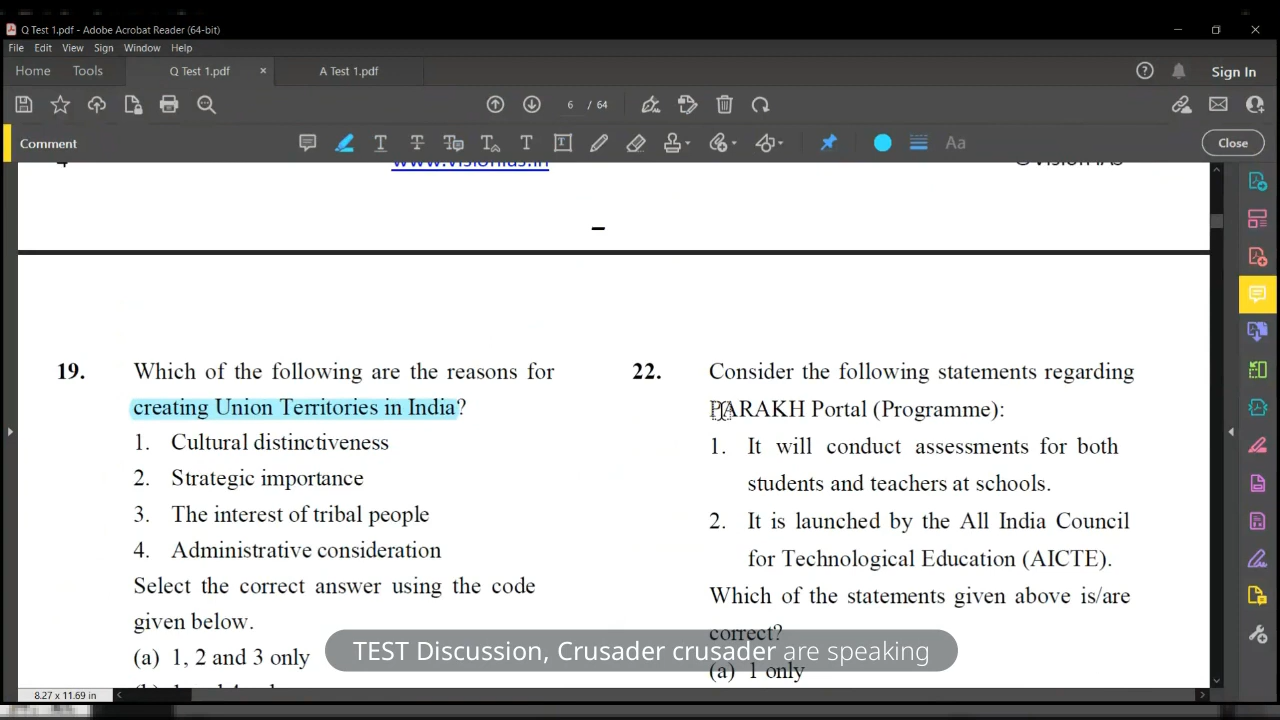 Q Test 1.pdf - Adobe Acrobat Reader (64-bit)
File Edit View Sign Window Help
Home Tools Q Test 1.pdf × A Test 1.pdf Sign In
6 / 64
Comment Aa Close
4 www.visionias.in ©Vision IAS
19. Which of the following are the reasons for
creating Union Territories in India?
1. Cultural distinctiveness
2. Strategic importance
3. The interest of tribal people
4. Administrative consideration
Select the correct answer using the code
given below.
(a) 1, 2 and 3 only
22. Consider the following statements regarding
PARAKH Portal (Programme):
1. It will conduct assessments for both
students and teachers at schools.
2. It is launched by the All India Council
for Technological Education (AICTE).
Which of the statements given above is/are
correct?
(a) 1 only
TEST Discussion, Crusader crusader are speaking
8.27 x 11.69 in